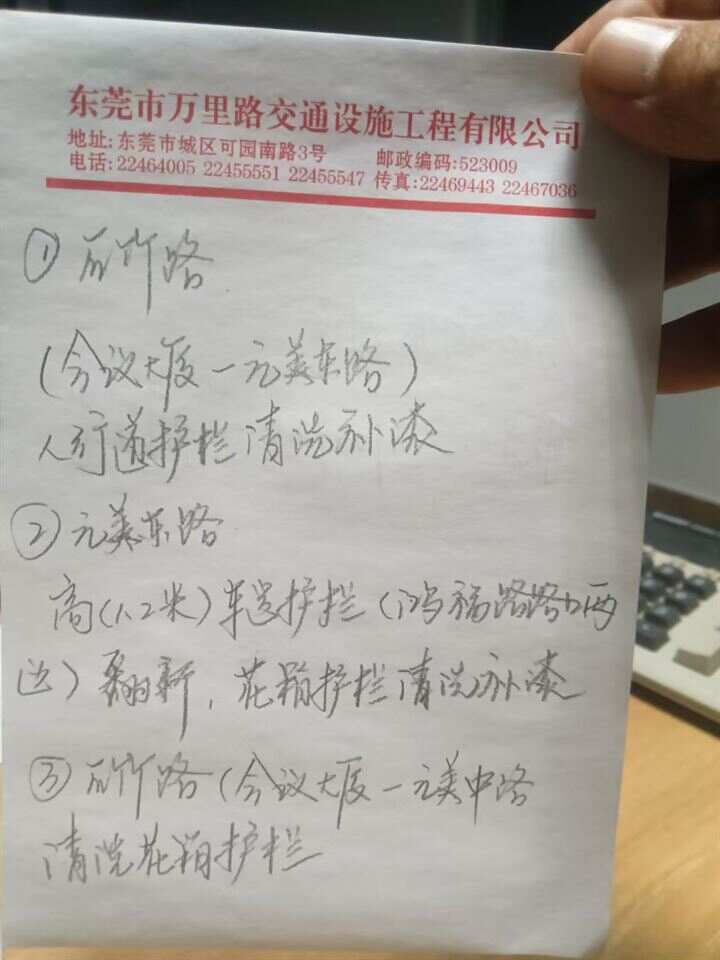 东莞市万里路交通设施工程有限公司
地址:东莞市城区可园南路3号 邮政编码:523009
电话:22464005 22455551 22455547 传真:22469443 22467036
① 石竹路
(会议大厦一元美东路)
人行道护栏清洗补漆
② 元美东路
高(1.2米)车道护栏(鸿福路路口两
边)翻新,花箱护栏清洗补漆
③ 石竹路(会议大厦一元美中路
清洗花箱护栏